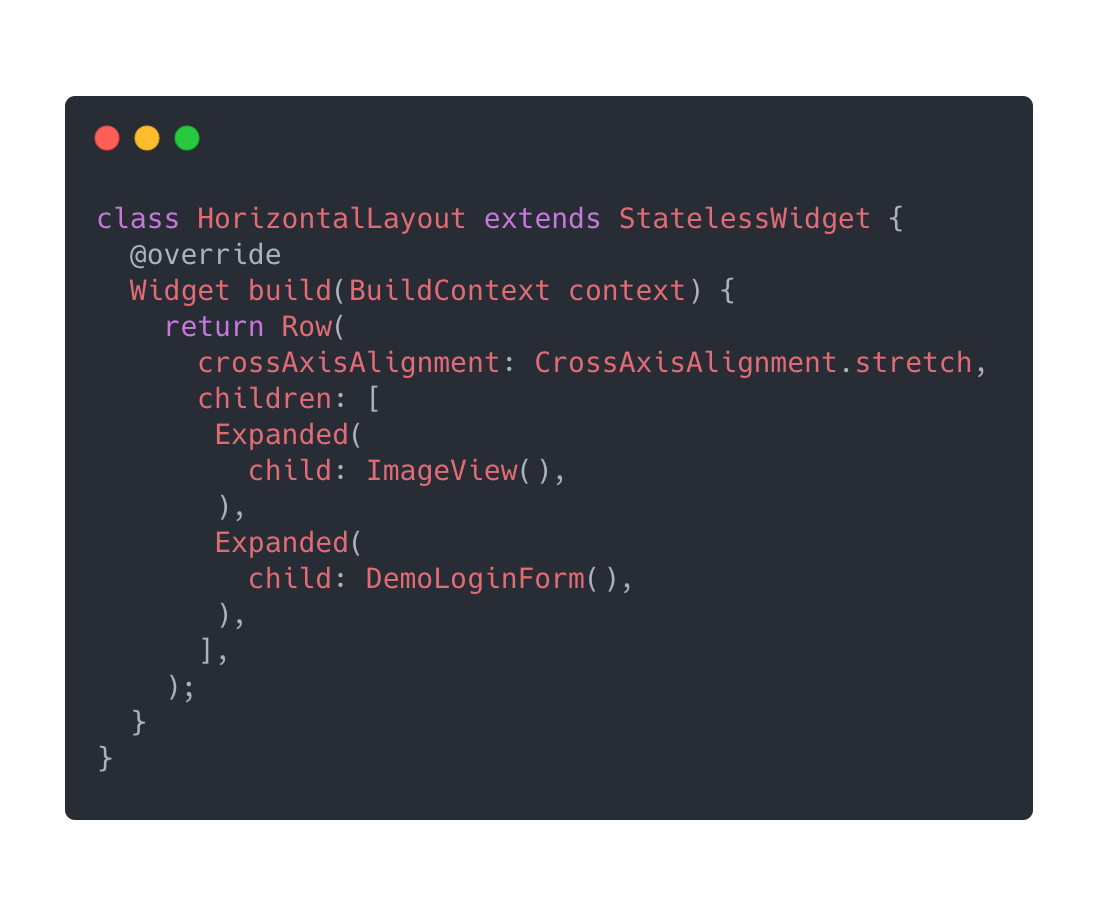 class HorizontalLayout extends StatelessWidget {
  @override
  Widget build(BuildContext context) {
    return Row(
      crossAxisAlignment: CrossAxisAlignment.stretch,
      children: [
       Expanded(
         child: ImageView(),
       ),
       Expanded(
         child: DemoLoginForm(),
       ),
      ],
    );
  }
}